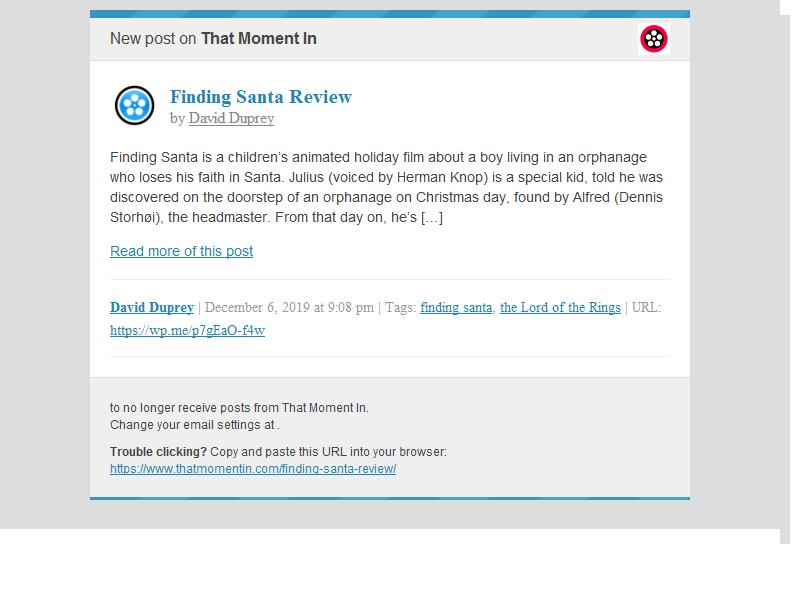 New post on That Moment In
Finding Santa Review
by David Duprey
Finding Santa is a children’s animated holiday film about a boy living in an orphanage
who loses his faith in Santa. Julius (voiced by Herman Knop) is a special kid, told he was
discovered on the doorstep of an orphanage on Christmas day, found by Alfred (Dennis
Storhøi), the headmaster. From that day on, he’s […]
Read more of this post
David Duprey | December 6, 2019 at 9:08 pm | Tags: finding santa, the Lord of the Rings | URL:
https://wp.me/p7gEaO-f4w
to no longer receive posts from That Moment In.
Change your email settings at .
Trouble clicking? Copy and paste this URL into your browser:
https://www.thatmomentin.com/finding-santa-review/